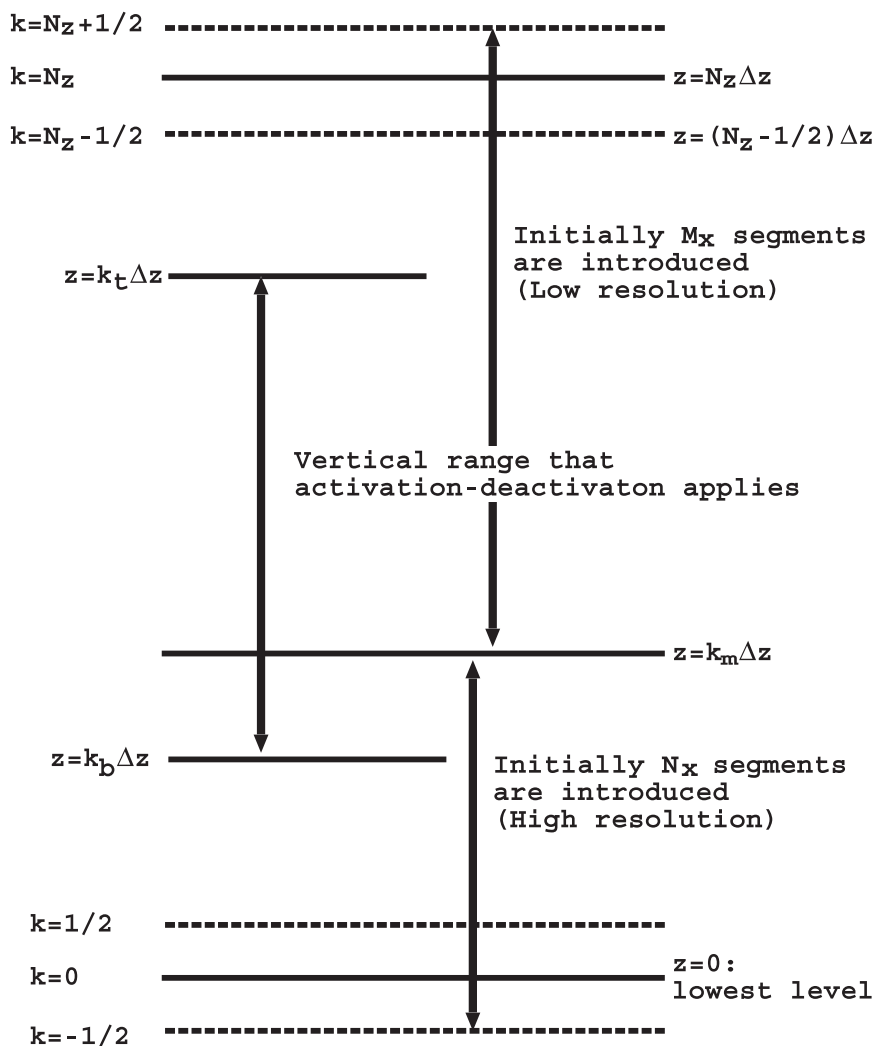 k=Nz+1/2
k=Nz
z=NzΔz
k=Nz-1/2
z=(Nz-1/2)Δz
Initially Mx segments
are introduced
(Low resolution)
z=ktΔz
Vertical range that
activation-deactivaton applies
z=kmΔz
z=kbΔz
Initially Nx segments
are introduced
(High resolution)
k=1/2
k=0
z=0:
lowest level
k=-1/2